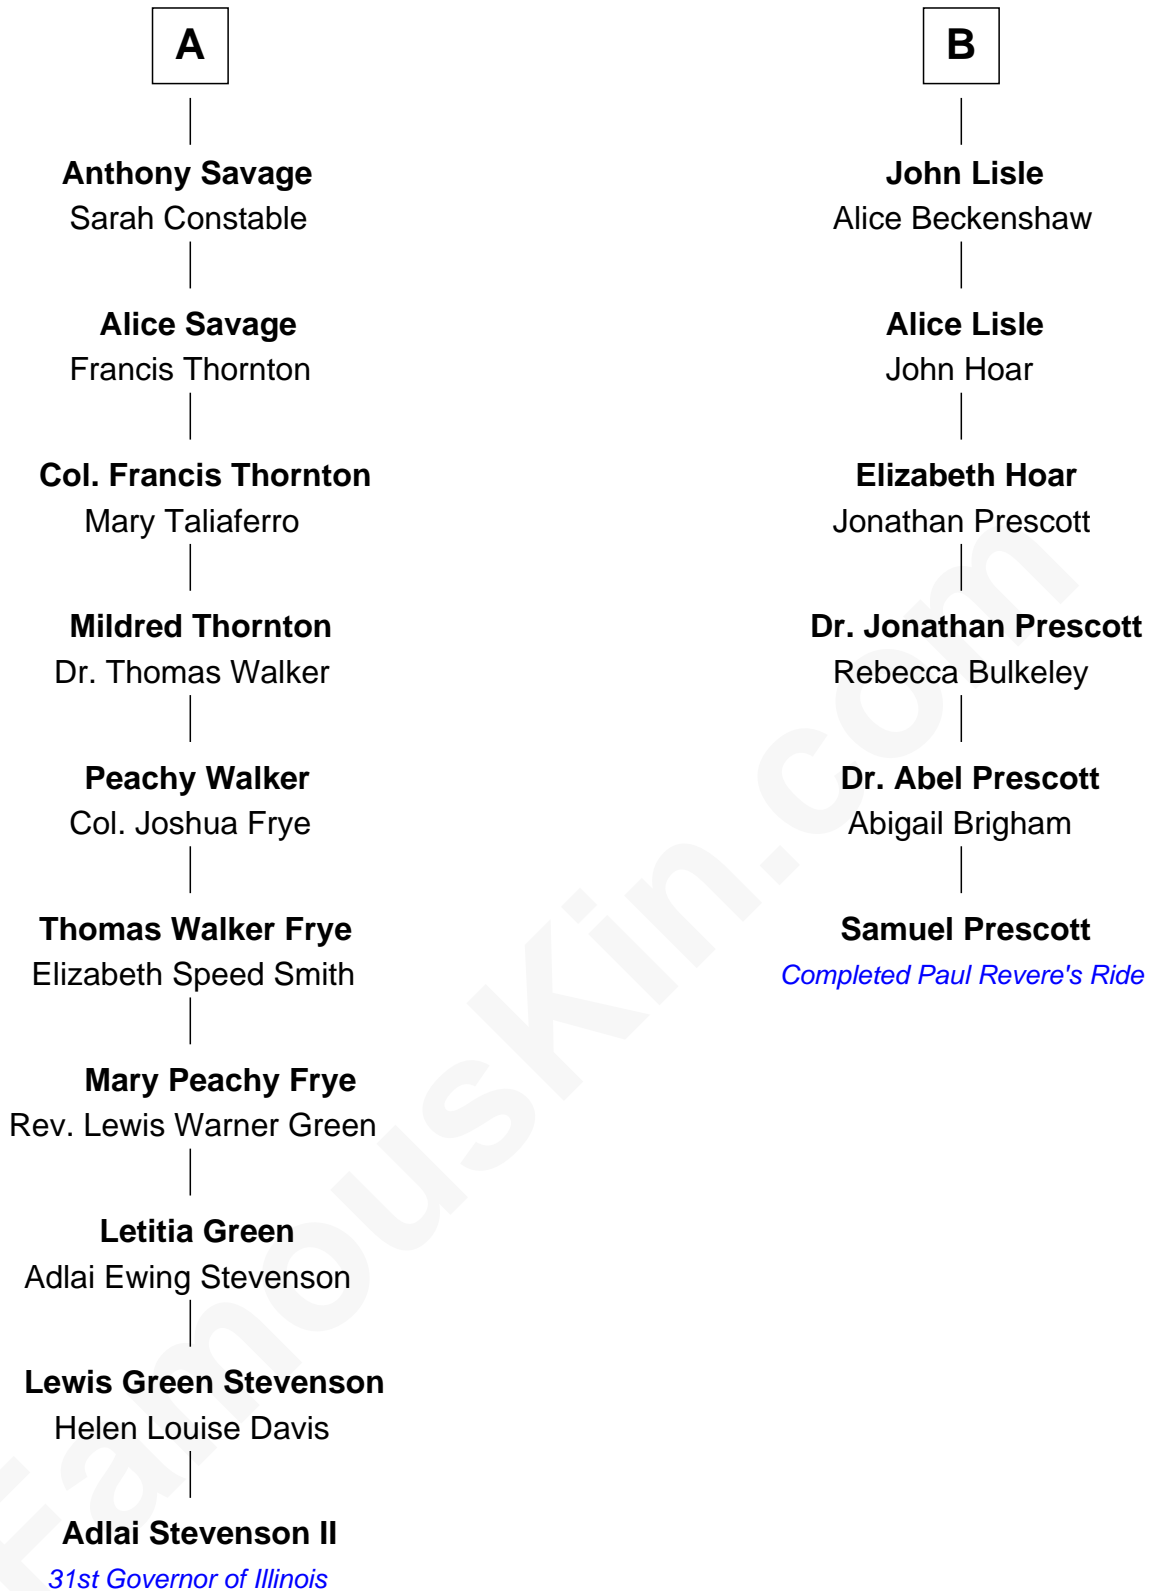 A
Anthony Savage
Sarah Constable
Alice Savage
Francis Thornton
Col. Francis Thornton
Mary Taliaferro
Mildred Thornton
Dr. Thomas Walker
Peachy Walker
Col. Joshua Frye
Thomas Walker Frye
Elizabeth Speed Smith
Mary Peachy Frye
Rev. Lewis Warner Green
Letitia Green
Adlai Ewing Stevenson
Lewis Green Stevenson
Helen Louise Davis
Adlai Stevenson II
31st Governor of Illinois
B
John Lisle
Alice Beckenshaw
Alice Lisle
John Hoar
Elizabeth Hoar
Jonathan Prescott
Dr. Jonathan Prescott
Rebecca Bulkeley
Dr. Abel Prescott
Abigail Brigham
Samuel Prescott
Completed Paul Revere's Ride
FamousKin.com